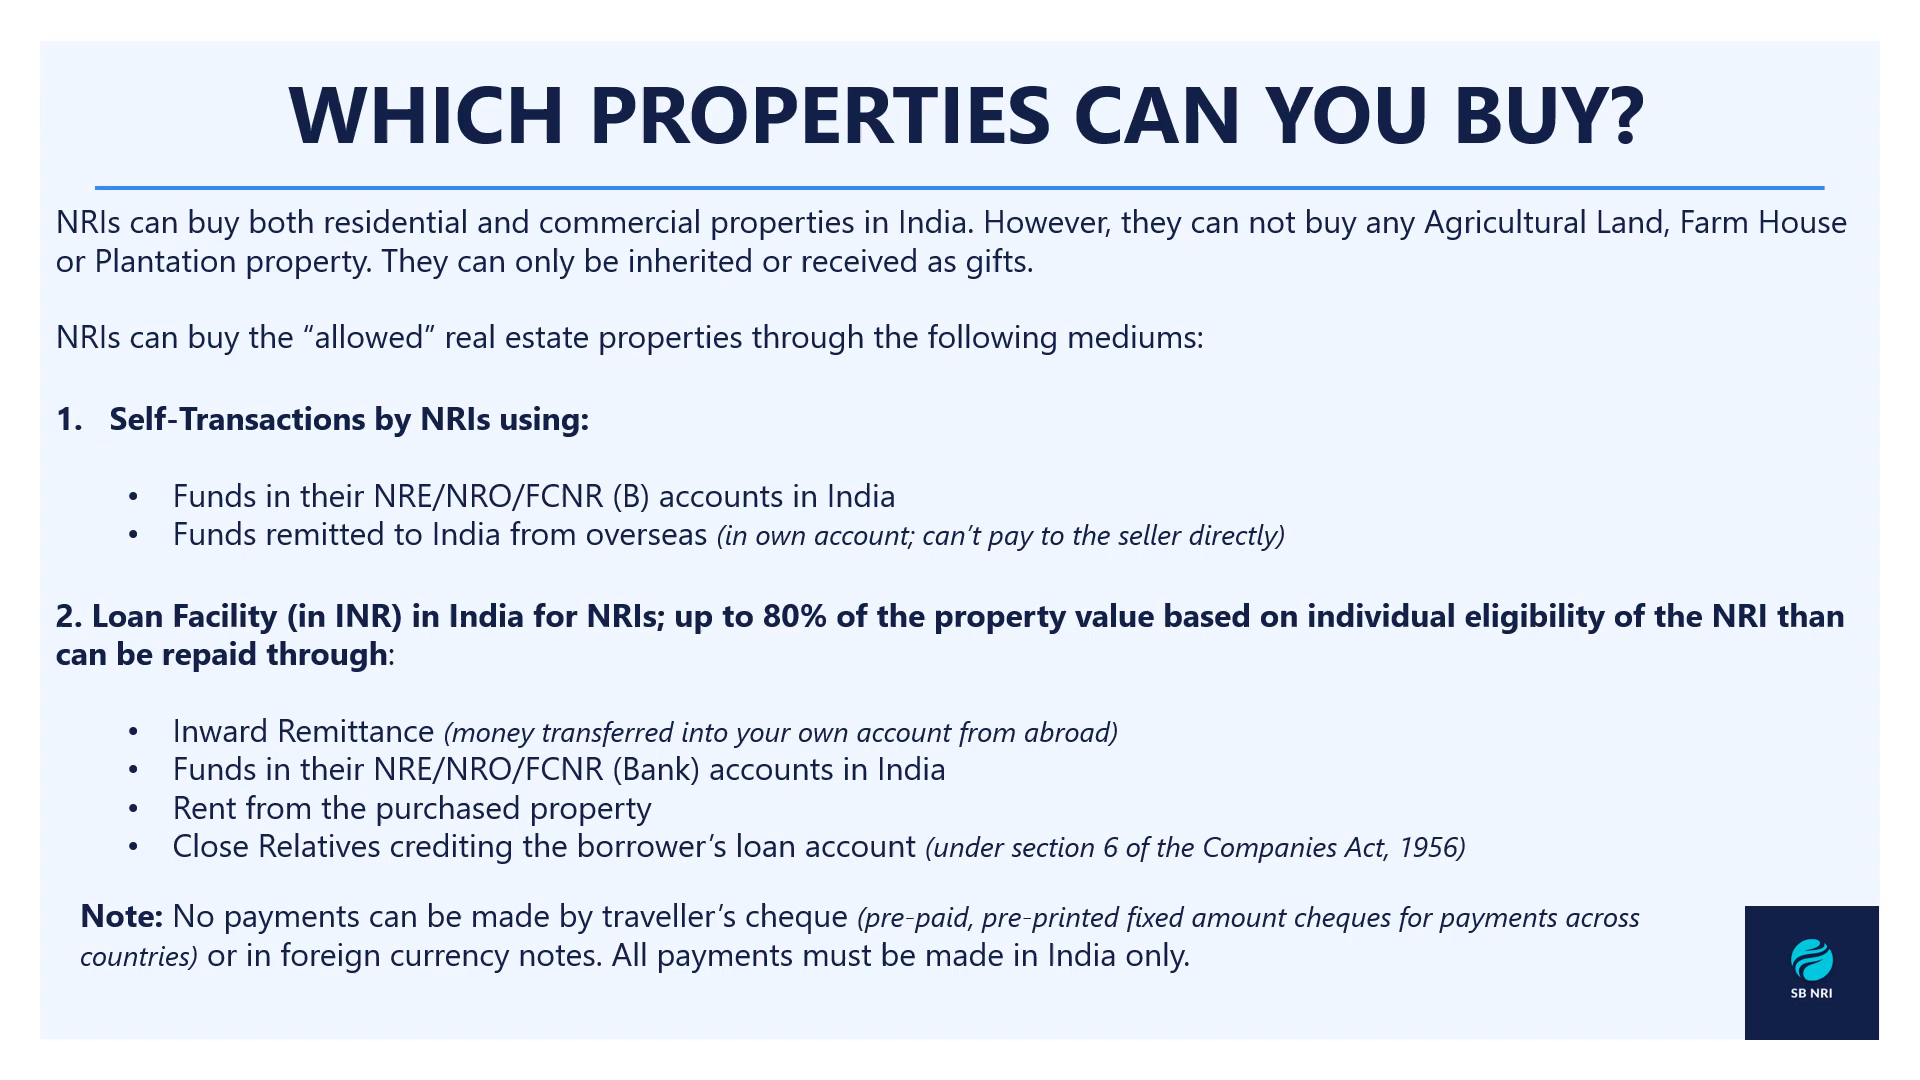 WHICH PROPERTIES CAN YOU BUY?
NRIs can buy both residential and commercial properties in India. However, they can not buy any Agricultural Land, Farm House
or Plantation property. They can only be inherited or received as gifts.
NRIs can buy the “allowed” real estate properties through the following mediums:
1. Self-Transactions by NRIs using:
• Funds in their NRE/NRO/FCNR (B) accounts in India
• Funds remitted to India from overseas (in own account; can’t pay to the seller directly)
2. Loan Facility (in INR) in India for NRIs; up to 80% of the property value based on individual eligibility of the NRI than
can be repaid through:
• Inward Remittance (money transferred into your own account from abroad)
• Funds in their NRE/NRO/FCNR (Bank) accounts in India
• Rent from the purchased property
• Close Relatives crediting the borrower’s loan account (under section 6 of the Companies Act, 1956)
Note: No payments can be made by traveller’s cheque (pre-paid, pre-printed fixed amount cheques for payments across
countries) or in foreign currency notes. All payments must be made in India only.
SB NRI